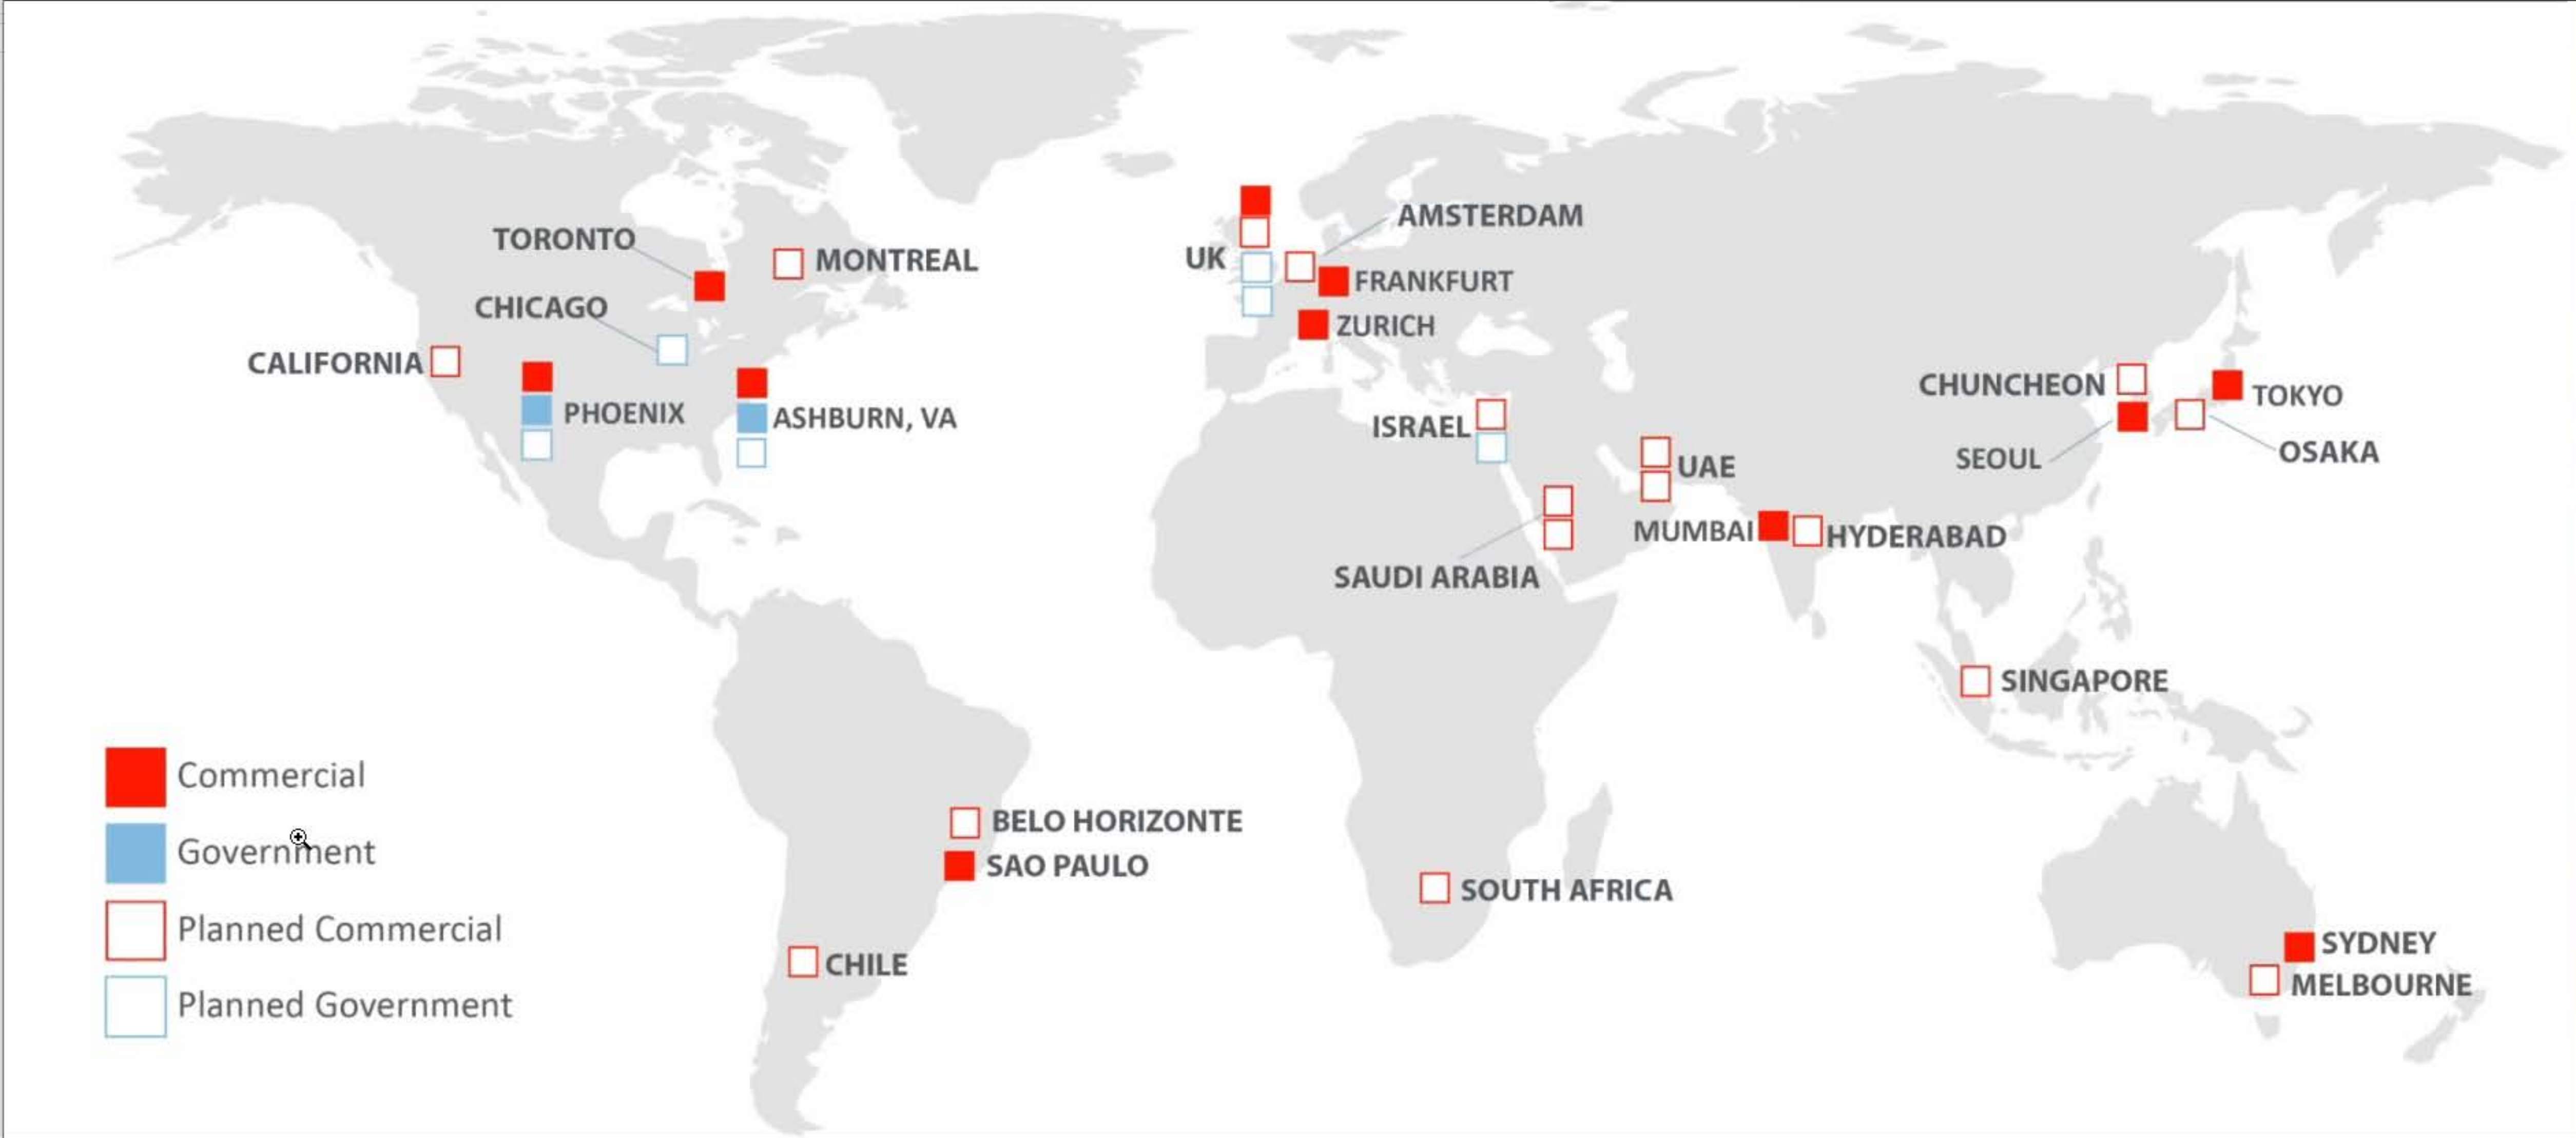 TORONTO
MONTREAL
CHICAGO
CALIFORNIA
PHOENIX
ASHBURN, VA
UK
AMSTERDAM
FRANKFURT
ZURICH
ISRAEL
UAE
SAUDI ARABIA
MUMBAI
HYDERABAD
CHUNCHEON
SEOUL
TOKYO
OSAKA
SINGAPORE
BELO HORIZONTE
SAO PAULO
CHILE
SOUTH AFRICA
SYDNEY
MELBOURNE
Commercial
Government
Planned Commercial
Planned Government